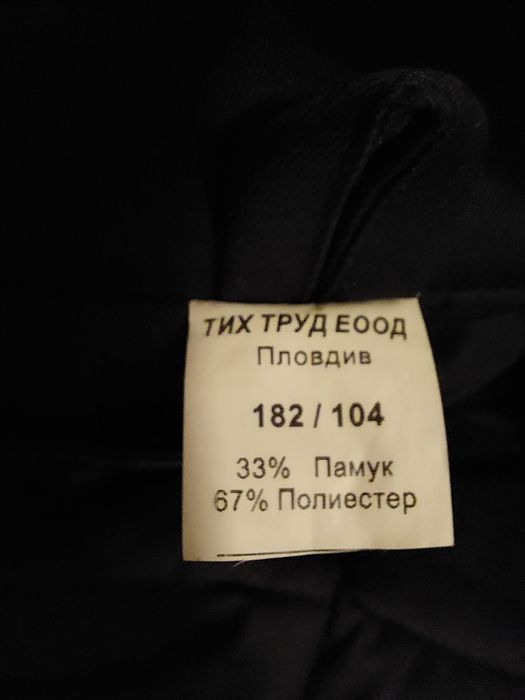 ТИХ ТРУД ЕООД
Пловдив
182 / 104
33% Памук
67% Полиестер